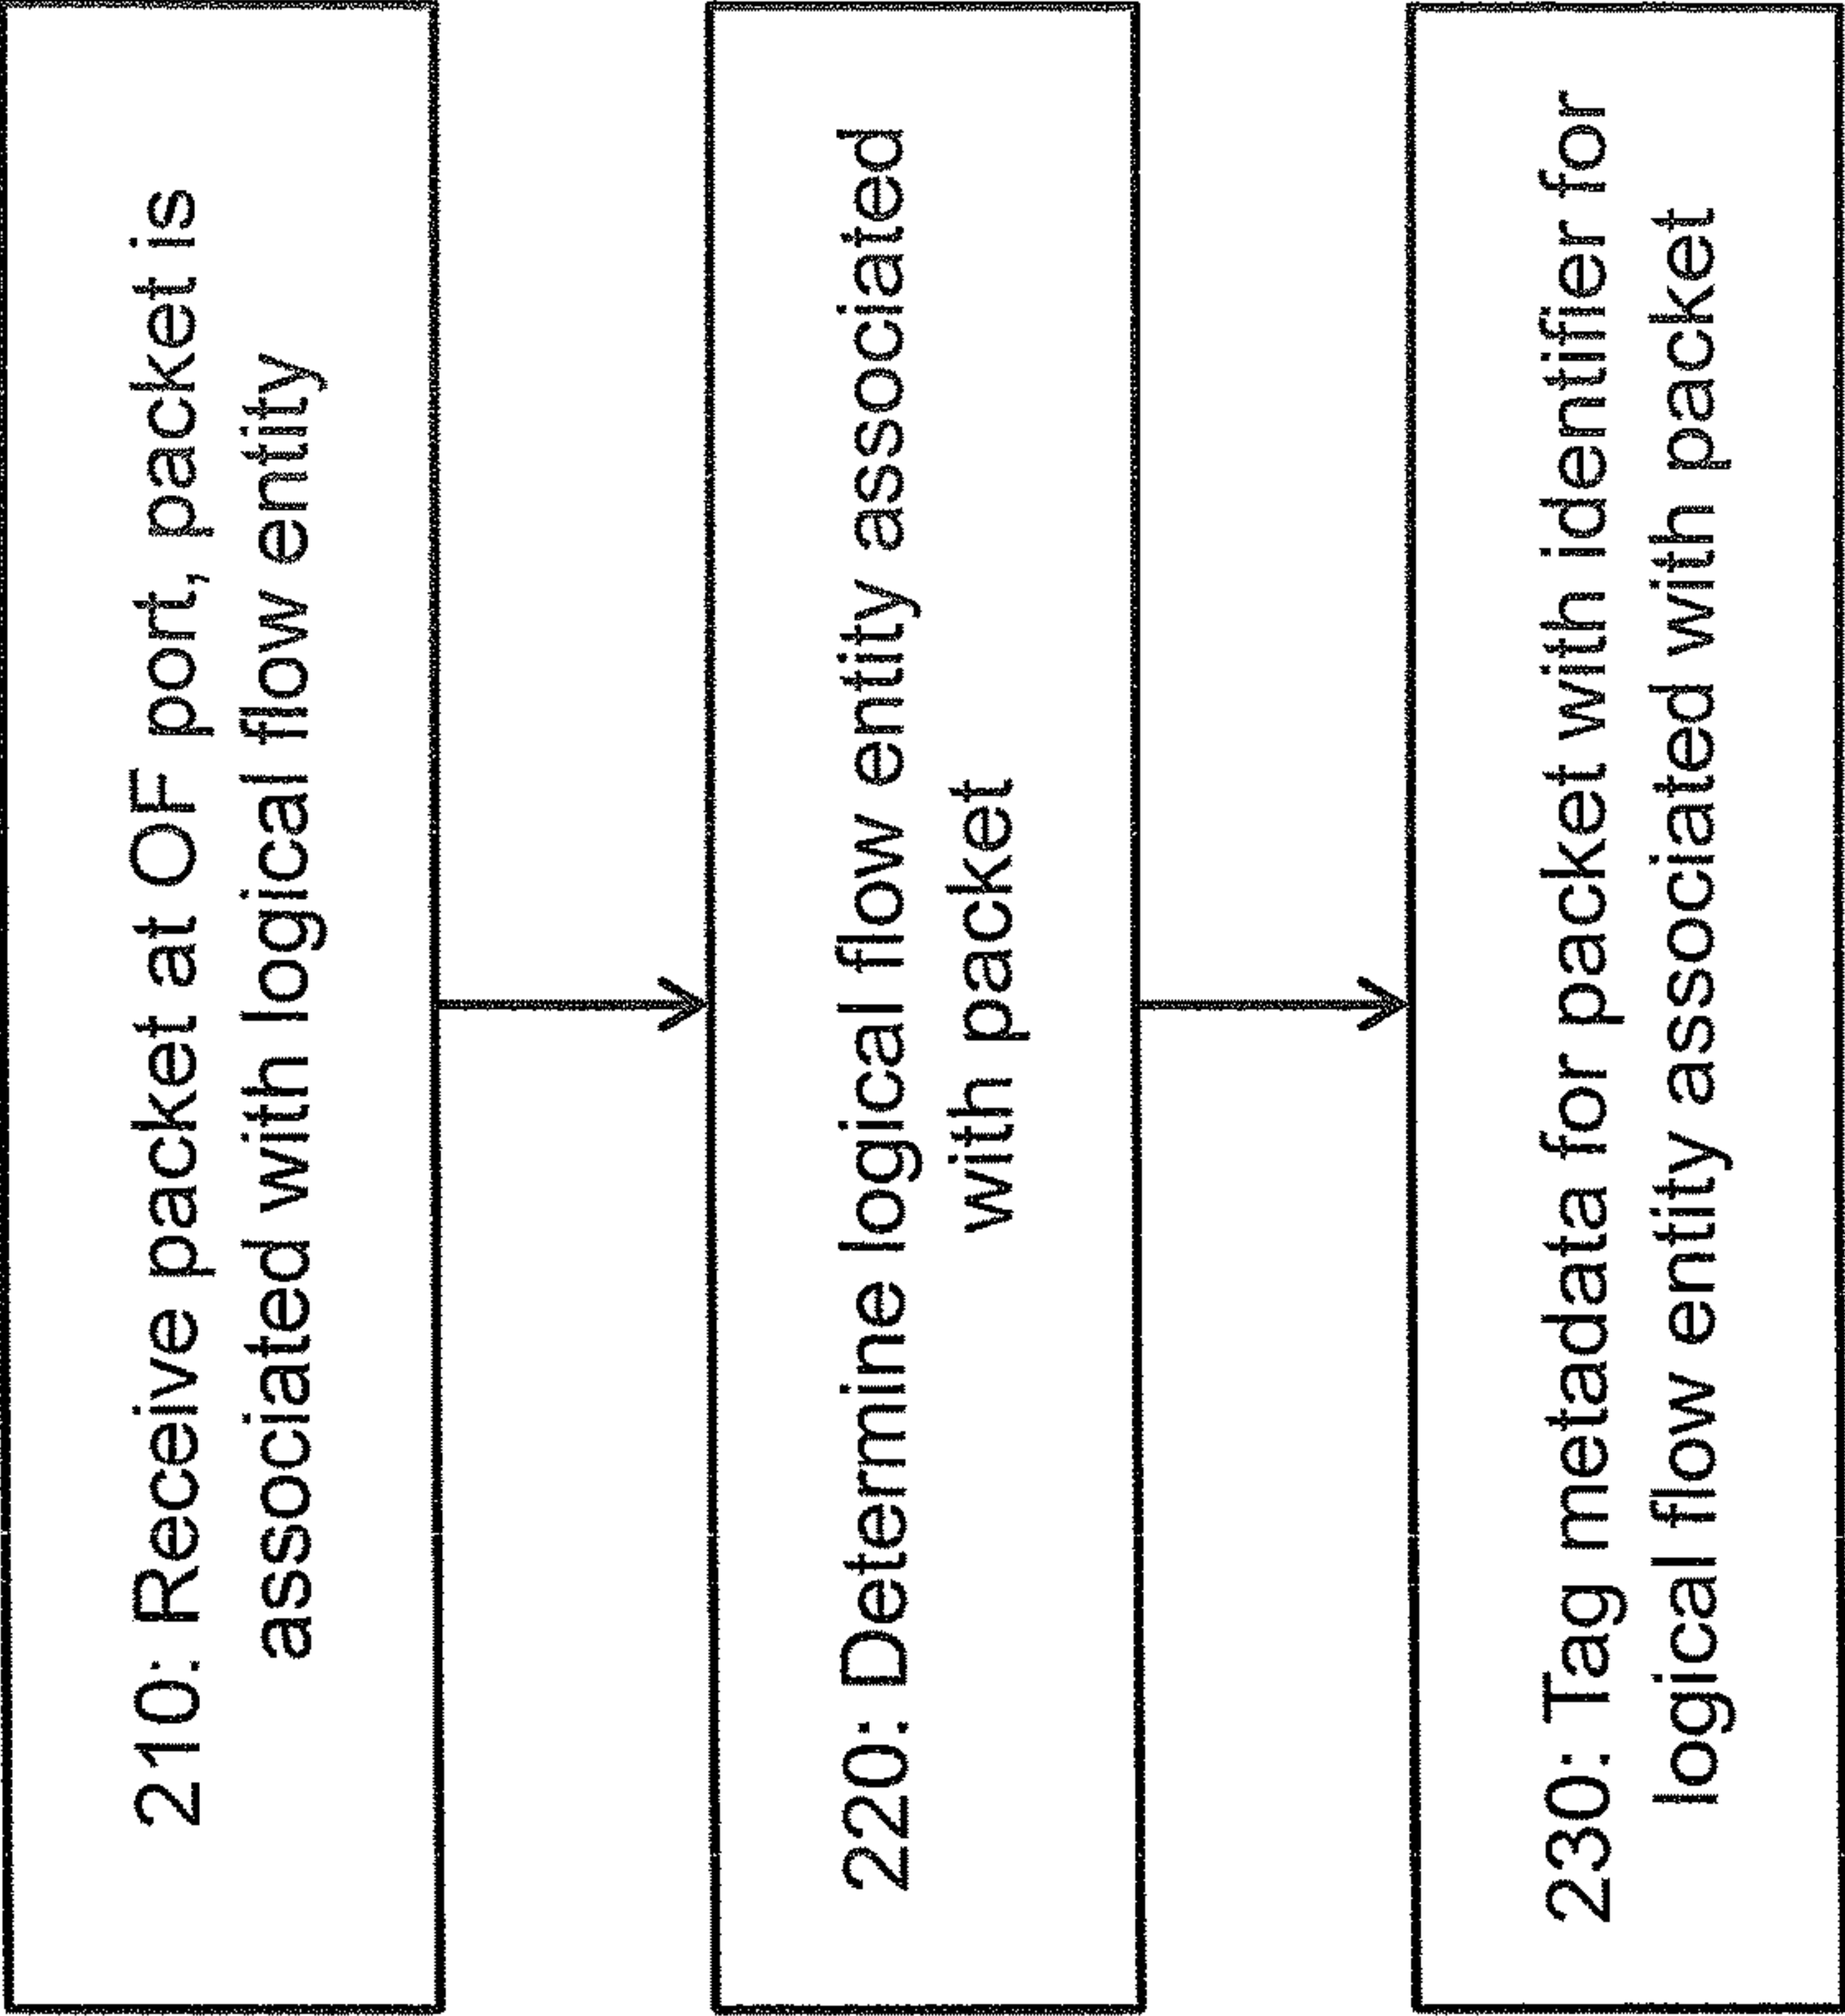 210: Receive packet at OF port, packet is
associated with logical flow entity
220: Determine logical flow entity associated
with packet
230: Tag metadata for packet with identifier for
logical flow entity associated with packet